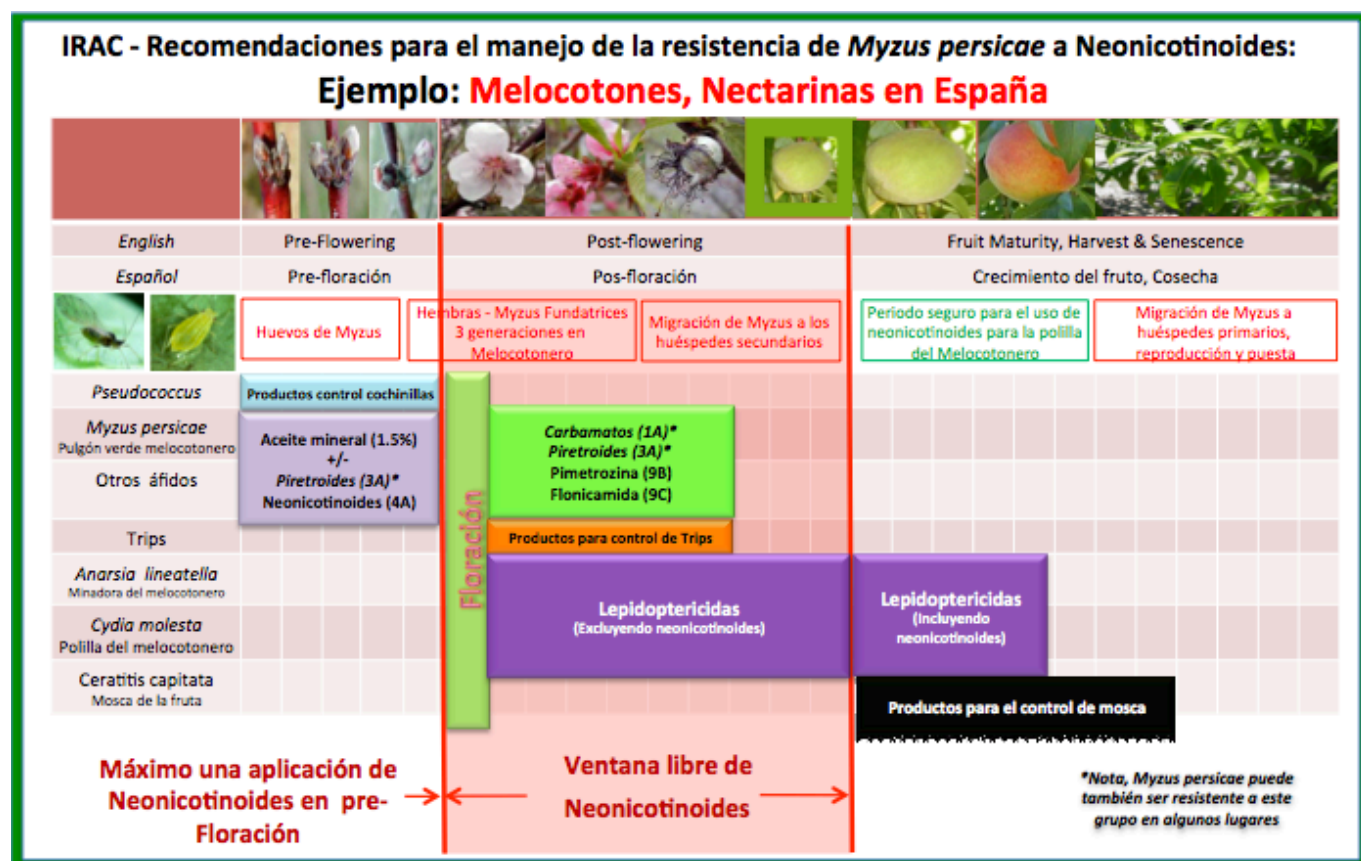 IRAC - Recomendaciones para el manejo de la resistencia de Myzus persicae a Neonicotinoides:
Ejemplo: Melocotones, Nectarinas en España
English
Pre-Flowering
Post-flowering
Fruit Maturity, Harvest & Senescence
Español
Pre-floración
Pos-floración
Crecimiento del fruto, Cosecha
Huevos de Myzus
Hembras - Myzus Fundatrices
3 generaciones en
Melocotonero
Migración de Myzus a los
huéspedes secundarios
Periodo seguro para el uso de
neonicotinoides para la polilla
del Melocotonero
Migración de Myzus a
huéspedes primarios,
reproducción y puesta
Pseudococcus
Productos control cochinillas
Myzus persicae
Pulgón verde melocotonero
Otros áfidos
Aceite mineral (1.5%)
+/-
Piretroides (3A)*
Neonicotinoides (4A)
Floración
Carbamatos (1A)*
Piretroides (3A)*
Pimetrozina (9B)
Flonicamida (9C)
Trips
Productos para control de Trips
Anarsia lineatella
Minadora del melocotonero
Cydia molesta
Polilla del melocotonero
Lepidoptericidas
(Excluyendo neonicotinoides)
Lepidoptericidas
(Incluyendo
neonicotinoides)
Ceratitis capitata
Mosca de la fruta
Productos para el control de mosca
Máximo una aplicación de
Neonicotinoides en pre-
Floración
Ventana libre de
Neonicotinoides
*Nota, Myzus persicae puede
también ser resistente a este
grupo en algunos lugares